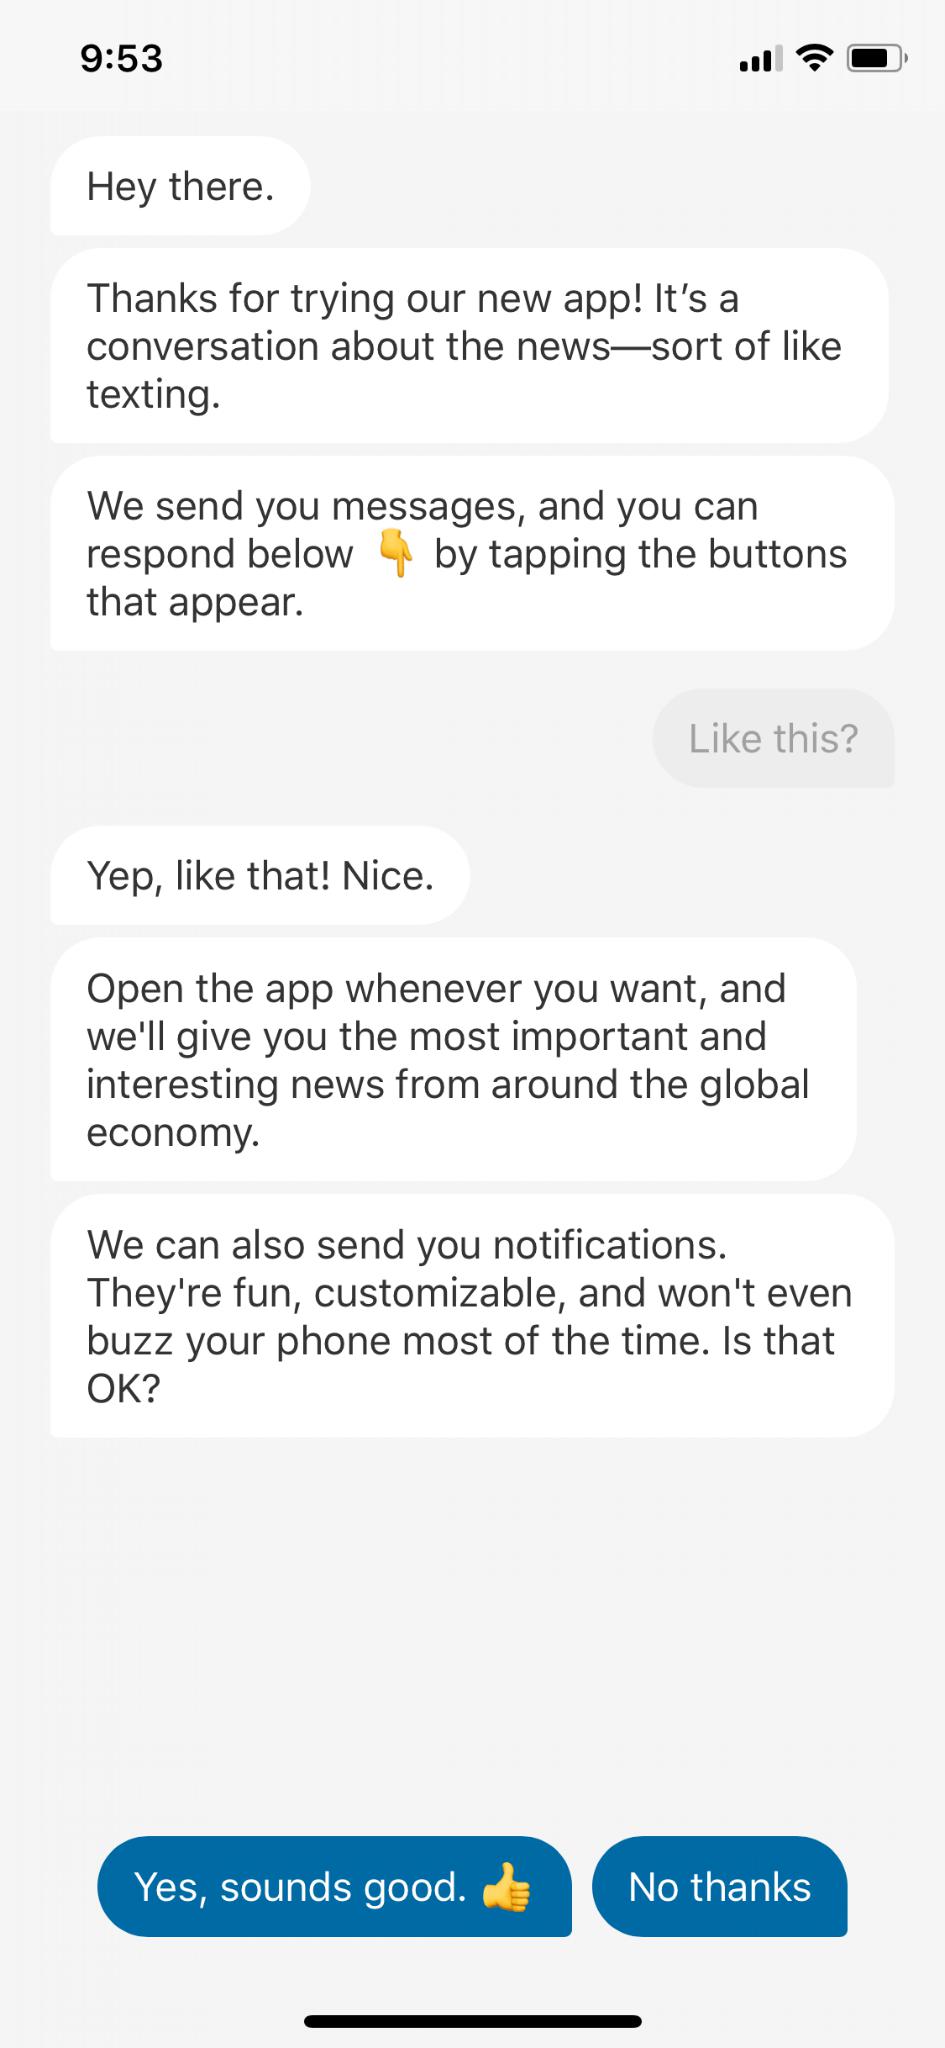 9:53
Hey there.
Thanks for trying our new app! It’s a
conversation about the news—sort of like
texting.
We send you messages, and you can
respond below 👇 by tapping the buttons
that appear.
Like this?
Yep, like that! Nice.
Open the app whenever you want, and
we'll give you the most important and
interesting news from around the global
economy.
We can also send you notifications.
They're fun, customizable, and won't even
buzz your phone most of the time. Is that
OK?
Yes, sounds good. 👍 No thanks